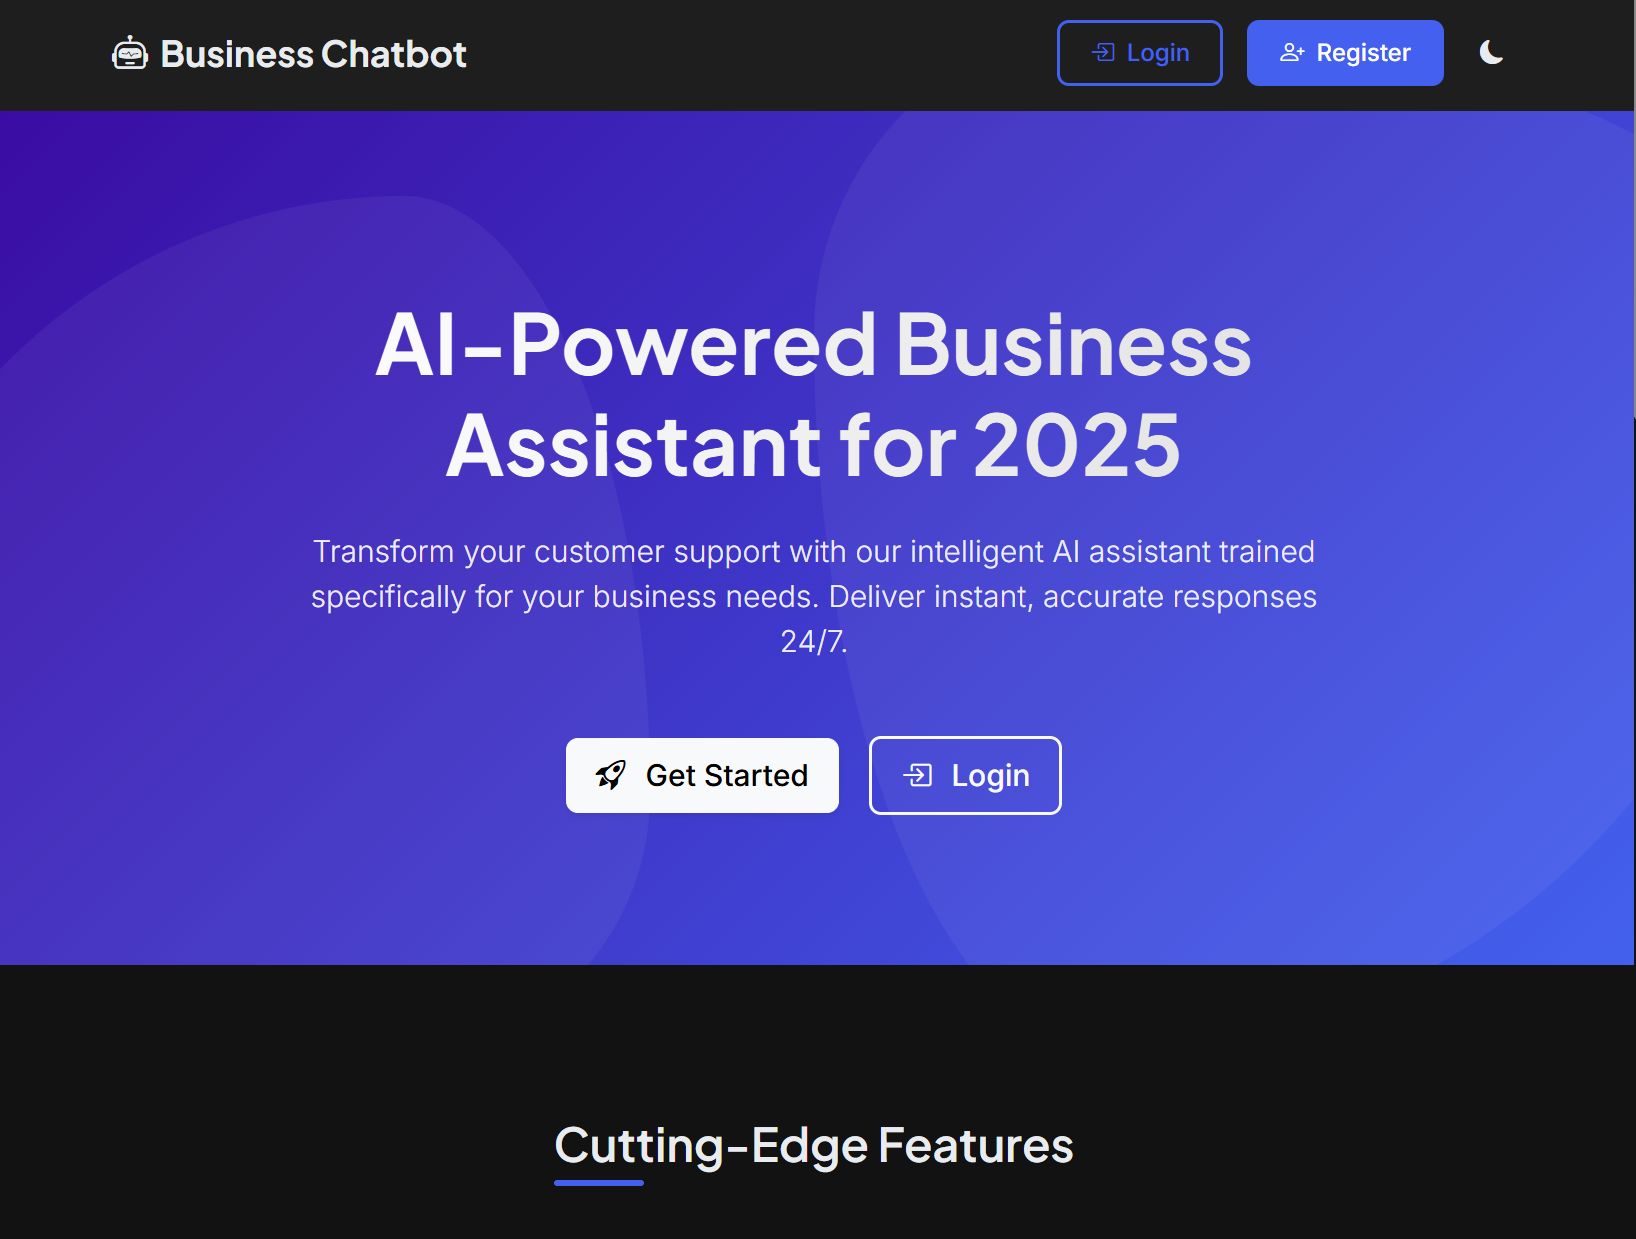 Business Chatbot
Login
Register
AI-Powered Business
Assistant for 2025
Transform your customer support with our intelligent AI assistant trained
specifically for your business needs. Deliver instant, accurate responses
24/7.
Get Started
Login
Cutting-Edge Features